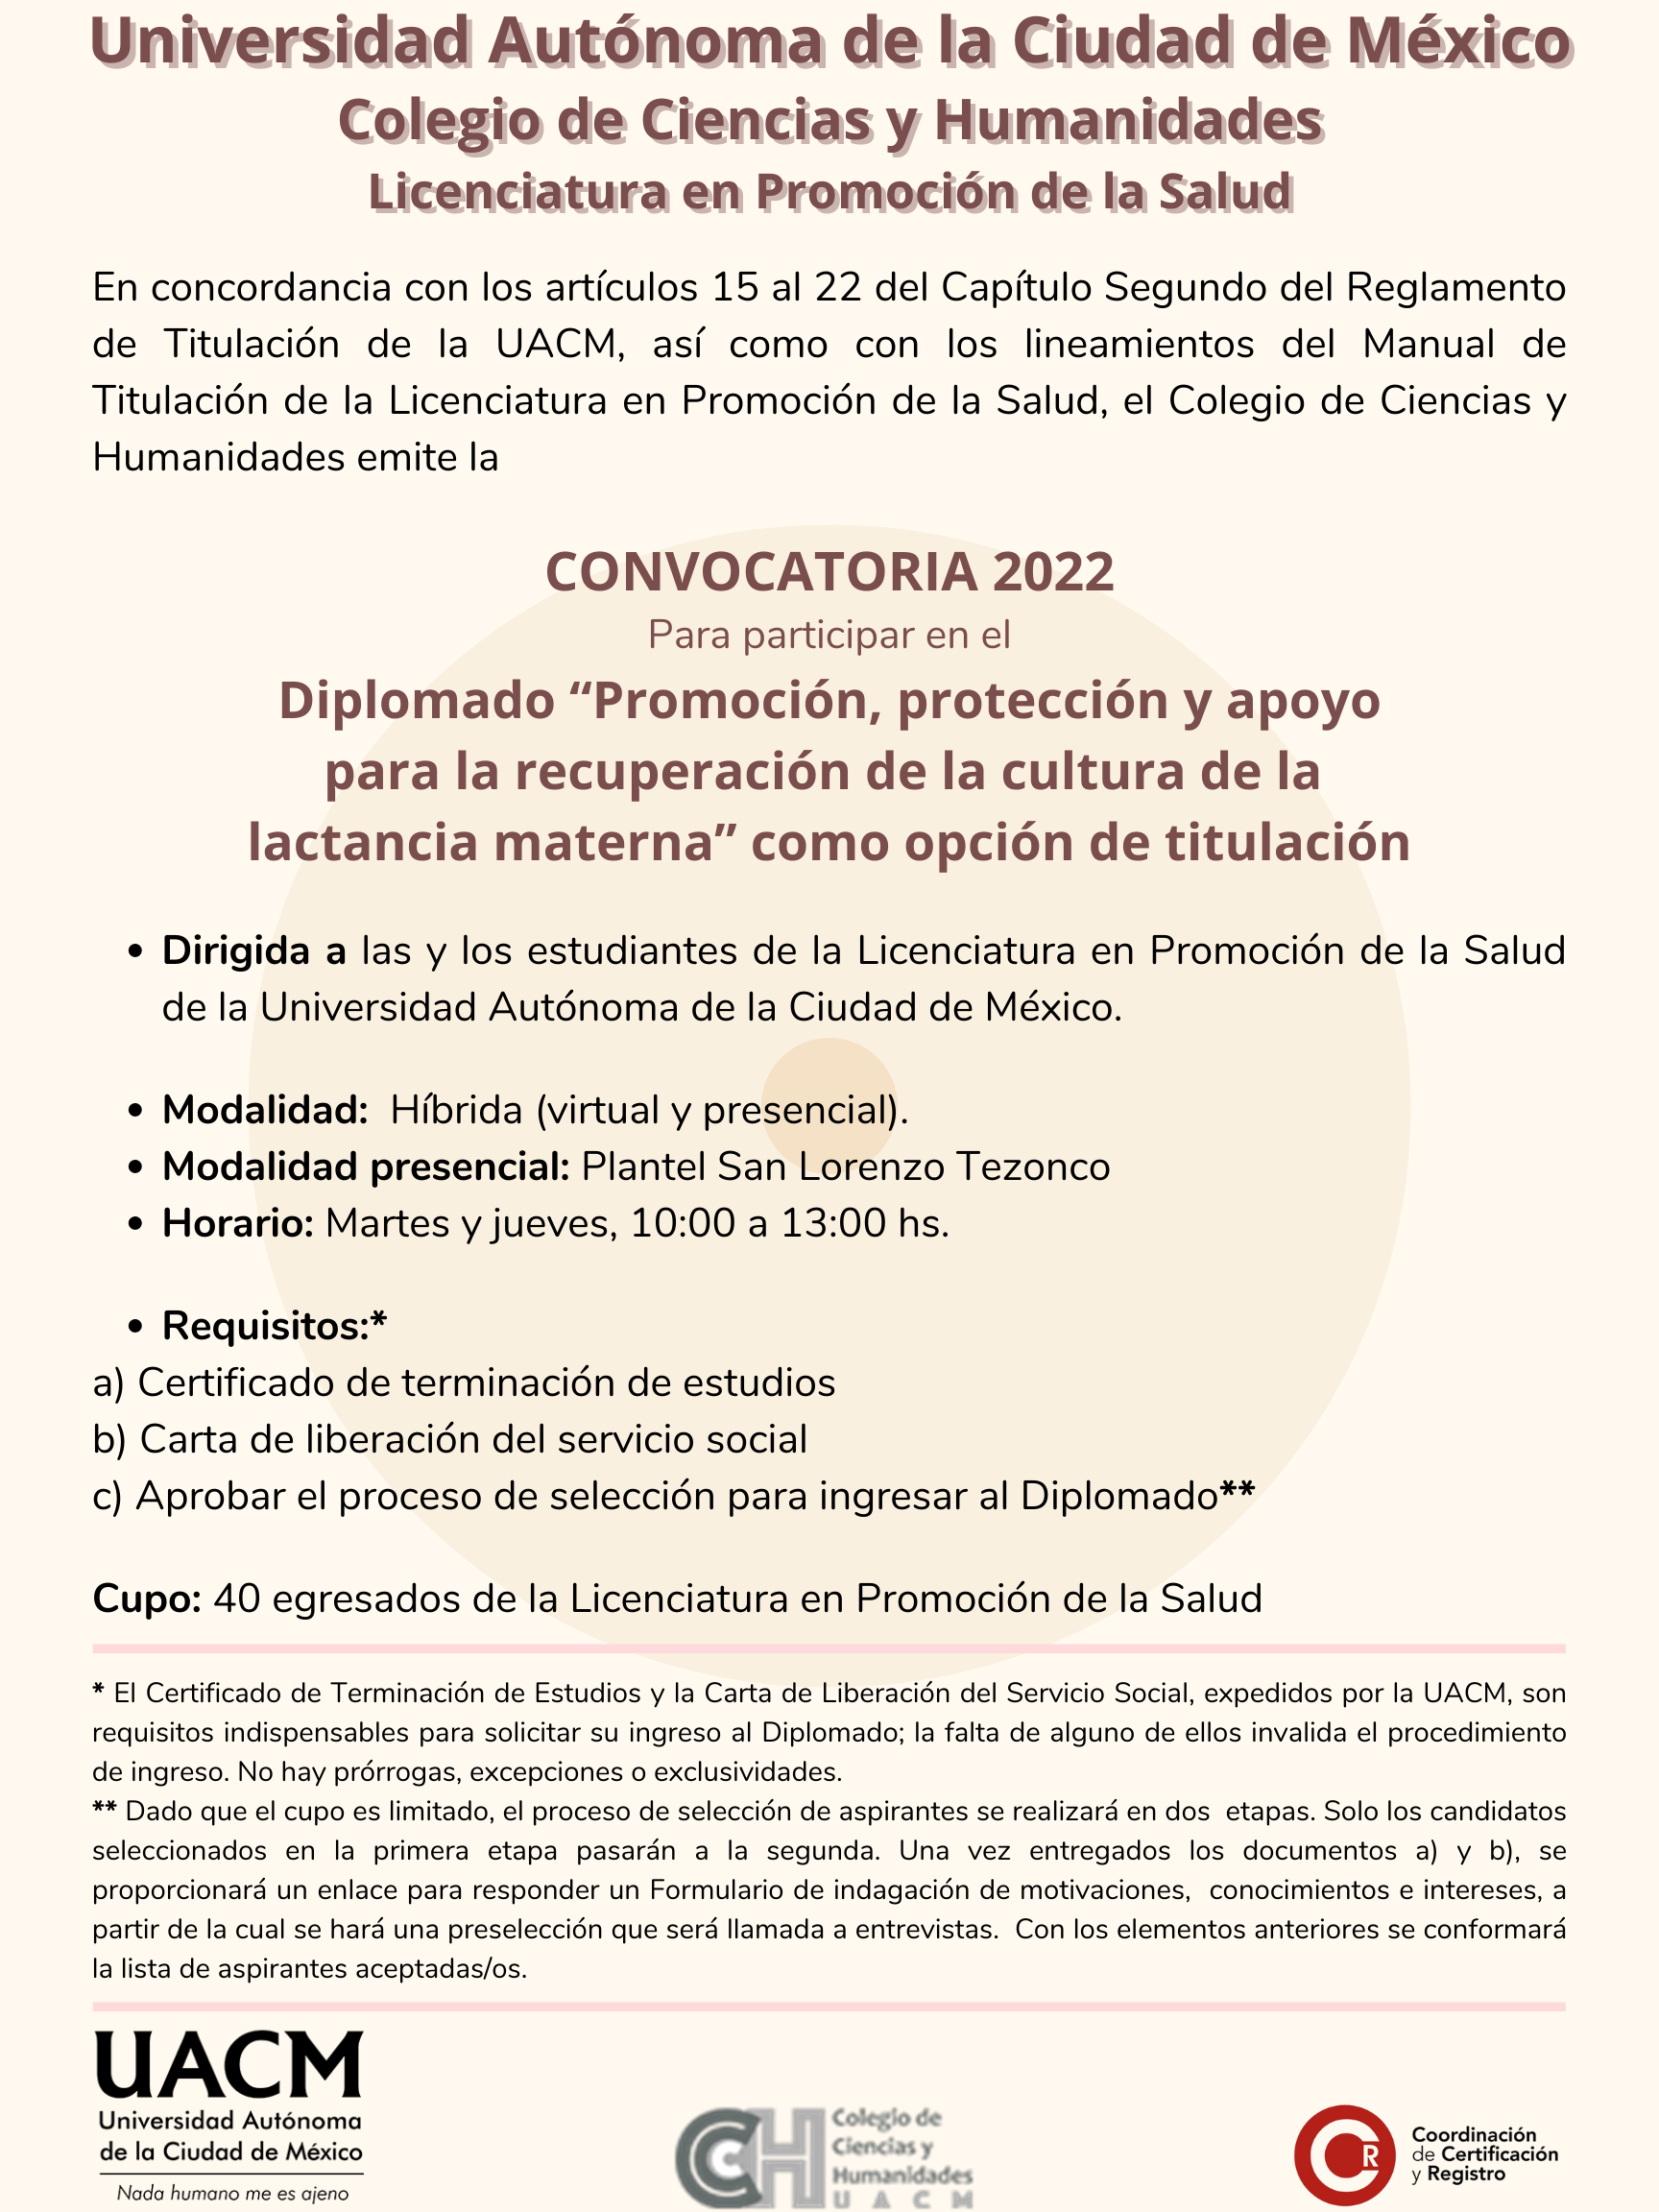 Universidad Autónoma de la Ciudad de México
Colegio de Ciencias y Humanidades
Licenciatura en Promoción de la Salud
En concordancia con los artículos 15 al 22 del Capítulo Segundo del Reglamento
de Titulación de la UACM, así como con los lineamientos del Manual de
Titulación de la Licenciatura en Promoción de la Salud, el Colegio de Ciencias y
Humanidades emite la
CONVOCATORIA 2022
Para participar en el
Diplomado “Promoción, protección y apoyo
para la recuperación de la cultura de la
lactancia materna” como opción de titulación
• Dirigida a las y los estudiantes de la Licenciatura en Promoción de la Salud
de la Universidad Autónoma de la Ciudad de México.
• Modalidad: Híbrida (virtual y presencial).
• Modalidad presencial: Plantel San Lorenzo Tezonco
• Horario: Martes y jueves, 10:00 a 13:00 hs.
• Requisitos:*
a) Certificado de terminación de estudios
b) Carta de liberación del servicio social
c) Aprobar el proceso de selección para ingresar al Diplomado**
Cupo: 40 egresados de la Licenciatura en Promoción de la Salud
* El Certificado de Terminación de Estudios y la Carta de Liberación del Servicio Social, expedidos por la UACM, son
requisitos indispensables para solicitar su ingreso al Diplomado; la falta de alguno de ellos invalida el procedimiento
de ingreso. No hay prórrogas, excepciones o exclusividades.
** Dado que el cupo es limitado, el proceso de selección de aspirantes se realizará en dos etapas. Solo los candidatos
seleccionados en la primera etapa pasarán a la segunda. Una vez entregados los documentos a) y b), se
proporcionará un enlace para responder un Formulario de indagación de motivaciones, conocimientos e intereses, a
partir de la cual se hará una preselección que será llamada a entrevistas. Con los elementos anteriores se conformará
la lista de aspirantes aceptadas/os.
UACM
Universidad Autónoma
de la Ciudad de México
Nada humano me es ajeno
CCH
Colegio de
Ciencias y
Humanidades
UACM
CR
Coordinación
de Certificación
y Registro